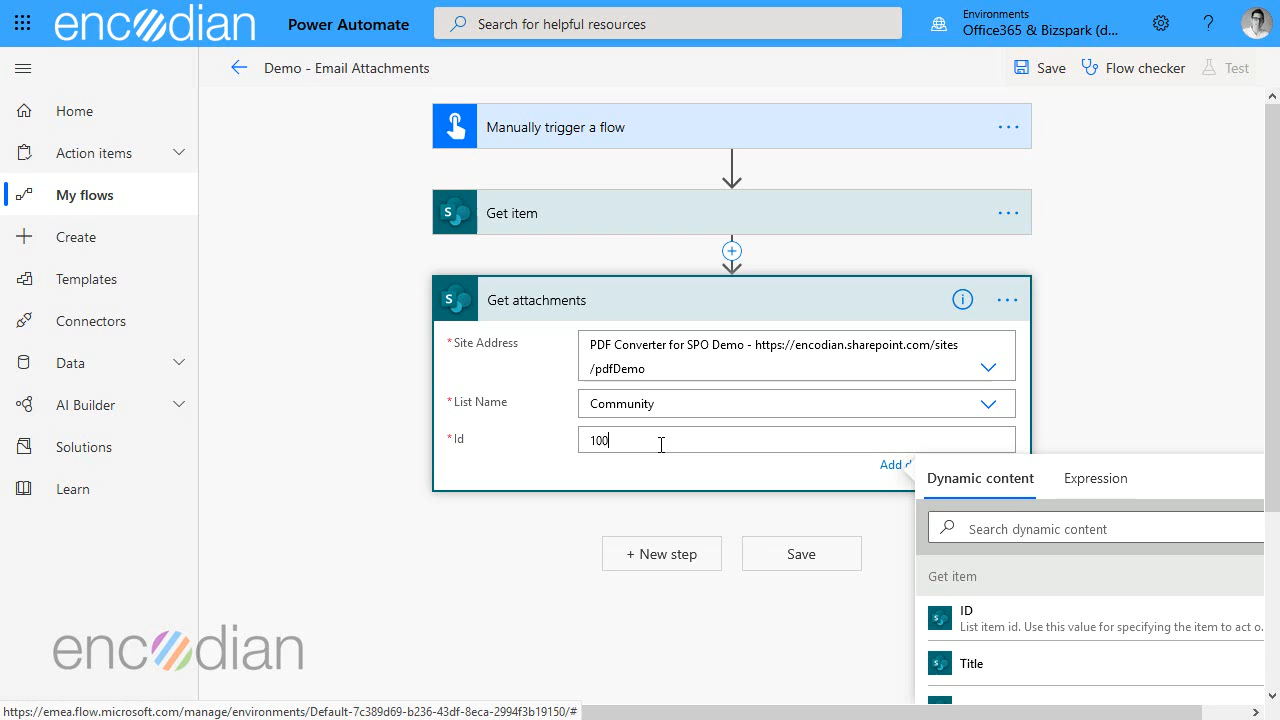 encodian
Power Automate
Search for helpful resources
Environments
Office365 & Bizspark (d...
Demo - Email Attachments
Save
Flow checker
Test
Home
Action items
My flows
Create
Templates
Connectors
Data
AI Builder
Solutions
Learn
Manually trigger a flow
Get item
Get attachments
* Site Address
PDF Converter for SPO Demo - https://encodian.sharepoint.com/sites
/pdfDemo
* List Name
Community
* Id
100
Add d
Dynamic content
Expression
Search dynamic content
Get item
ID
List item id. Use this value for specifying the item to act o...
Title
+ New step
Save
encodian
https://emea.flow.microsoft.com/manage/environments/Default-7c389d69-b236-43df-8eca-2994f3b19150/#